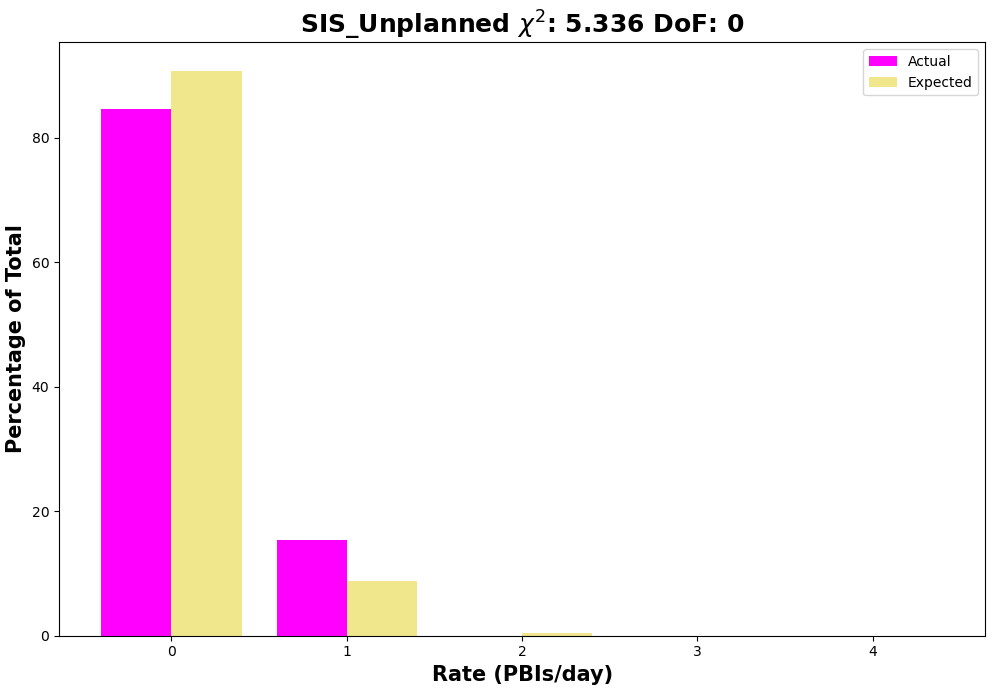 SIS_Unplanned χ²: 5.336 DoF: 0
Actual
Expected
Percentage of Total
80
60
40
20
0
0 1 2 3 4
Rate (PBIs/day)